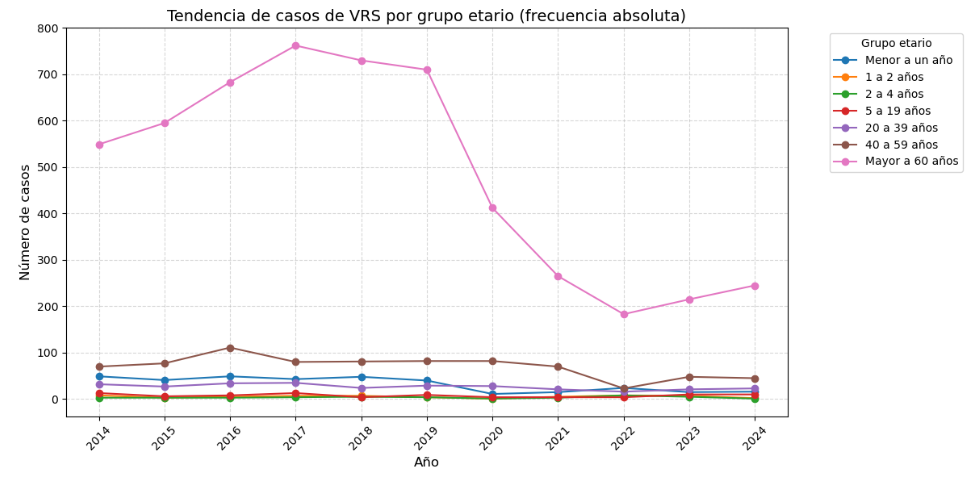 Tendencia de casos de VRS por grupo etario (frecuencia absoluta)
Número de casos
800
700
600
500
400
300
200
100
0
2014
2015
2016
2017
2018
2019
2020
2021
2022
2023
2024
Año
Grupo etario
Menor a un año
1 a 2 años
2 a 4 años
5 a 19 años
20 a 39 años
40 a 59 años
Mayor a 60 años